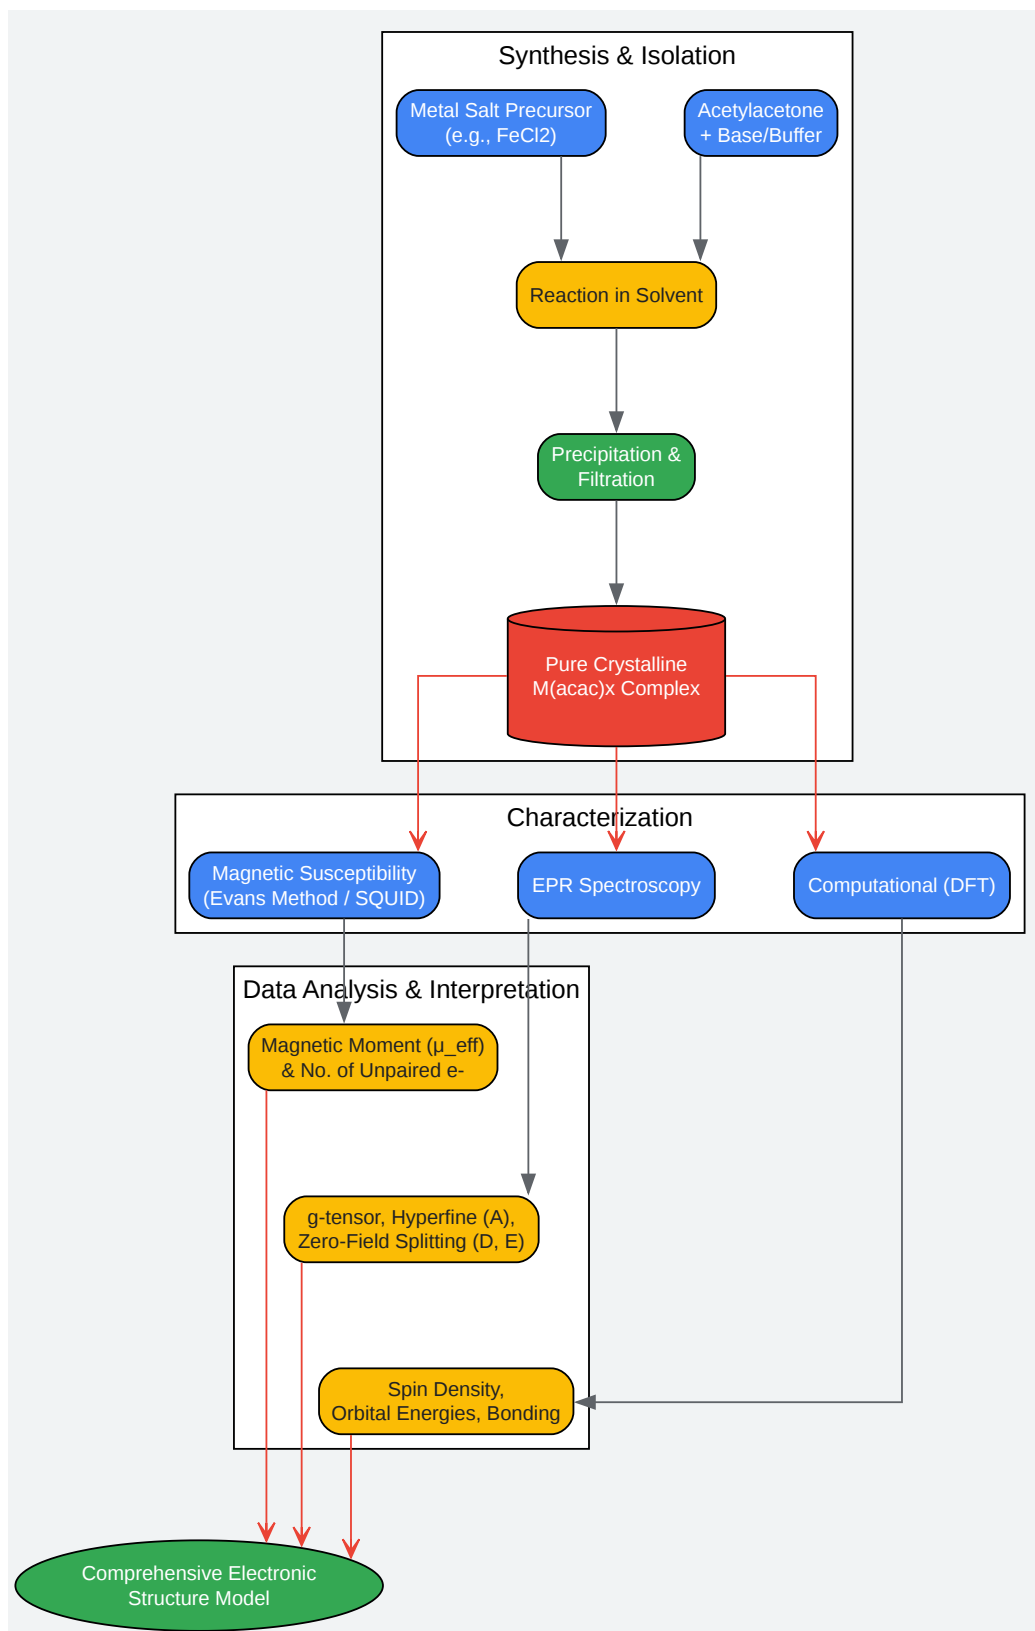 Synthesis & Isolation
Metal Salt Precursor
(e.g., FeCl2)
Acetylacetone
+ Base/Buffer
Reaction in Solvent
Precipitation &
Filtration
Pure Crystalline
M(acac)x Complex
Characterization
Magnetic Susceptibility
(Evans Method / SQUID)
EPR Spectroscopy
Computational (DFT)
Data Analysis & Interpretation
Magnetic Moment (μ_eff)
& No. of Unpaired e-
g-tensor, Hyperfine (A),
Zero-Field Splitting (D, E)
Spin Density,
Orbital Energies, Bonding
Comprehensive Electronic
Structure Model